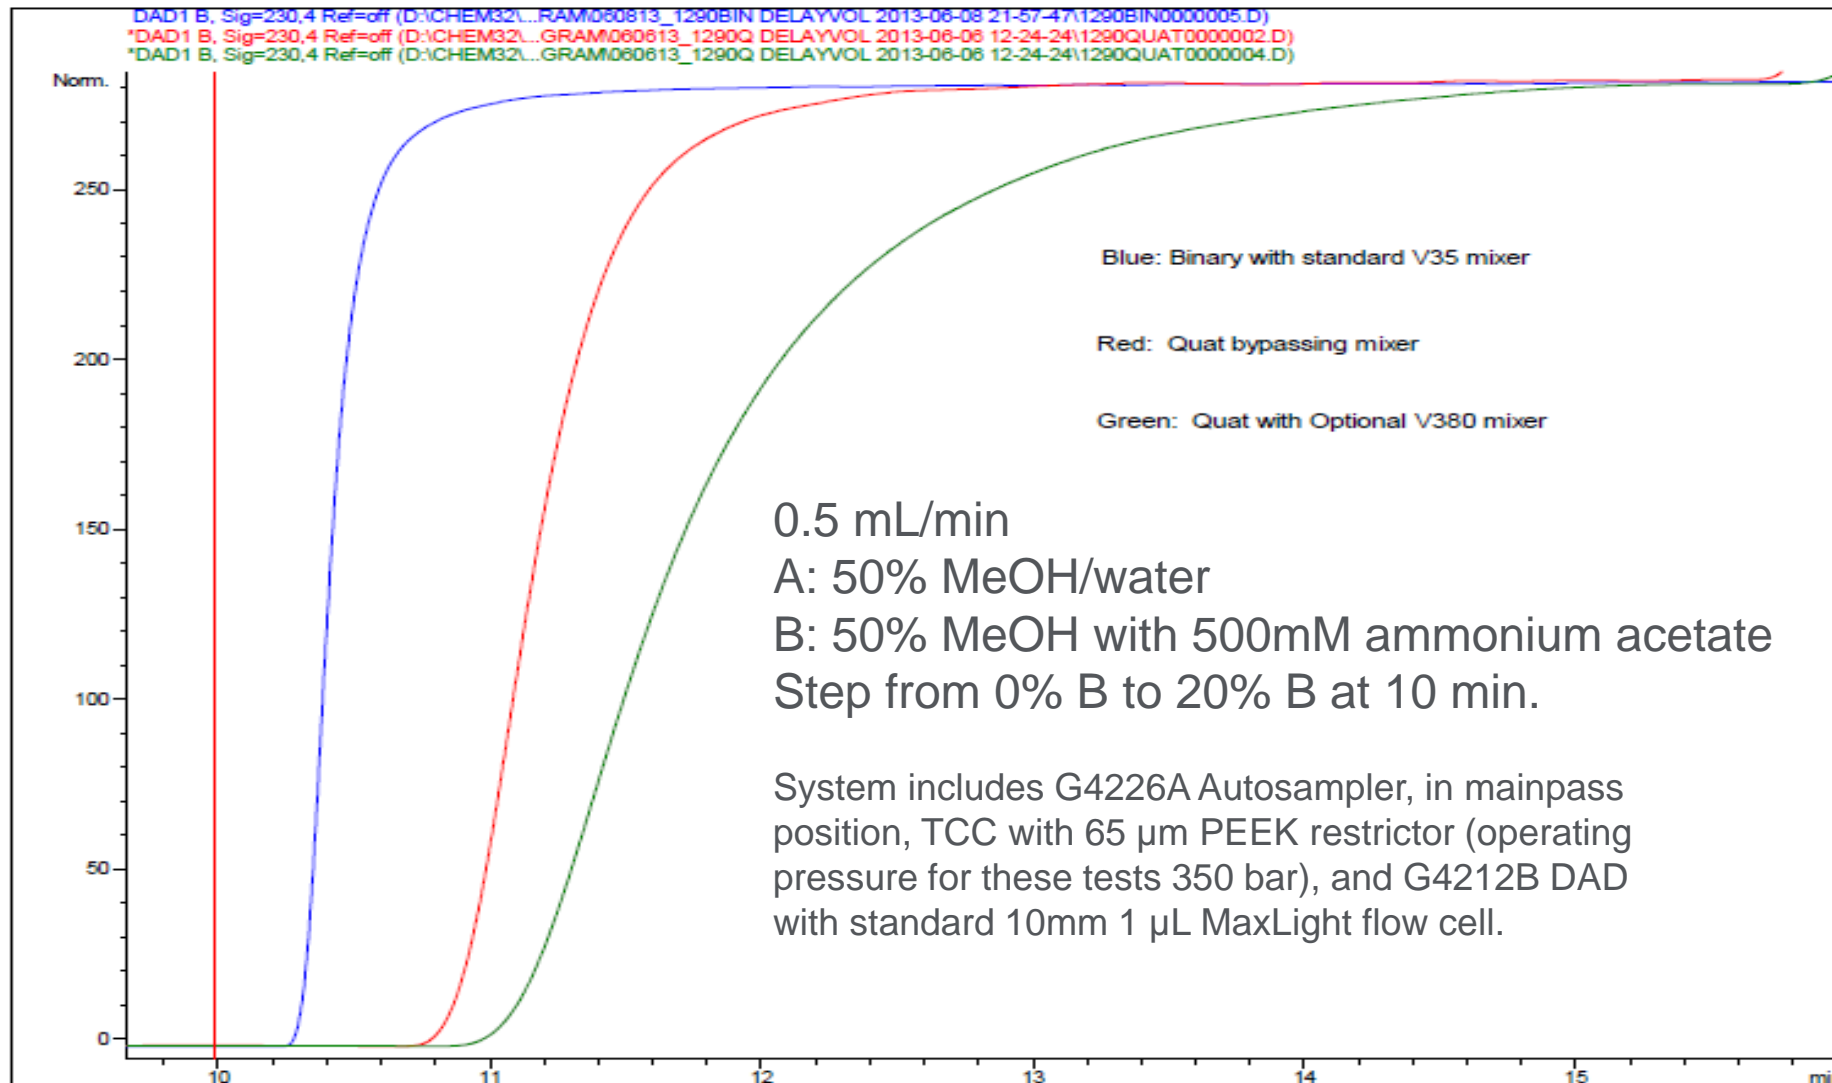 DAD1 B, Sig=230,4 Ref=off (D:\CHEM32\...RAM\060813_1290BIN DELAYVOL 2013-06-08 21-57-47\1290BIN0000005.D)
*DAD1 B, Sig=230,4 Ref=off (D:\CHEM32\...GRAM\060613_1290Q DELAYVOL 2013-06-06 12-24-24\1290QUAT0000002.D)
*DAD1 B, Sig=230,4 Ref=off (D:\CHEM32\...GRAM\060613_1290Q DELAYVOL 2013-06-06 12-24-24\1290QUAT0000004.D)
Norm.
250
Blue: Binary with standard V35 mixer
Red: Quat bypassing mixer
200
Green: Quat with Optional V380 mixer
150
0.5 mL/min
A: 50% MeOH/water
B: 50% MeOH with 500mM ammonium acetate
100
Step from 0% B to 20% B at 10 min.
System includes G4226A Autosampler, in mainpass
position, TCC with 65 µm PEEK restrictor (operating
50
pressure for these tests 350 bar), and G4212B DAD
with standard 10mm 1 µL MaxLight flow cell.
0
10 11 12 13 14 15 mi